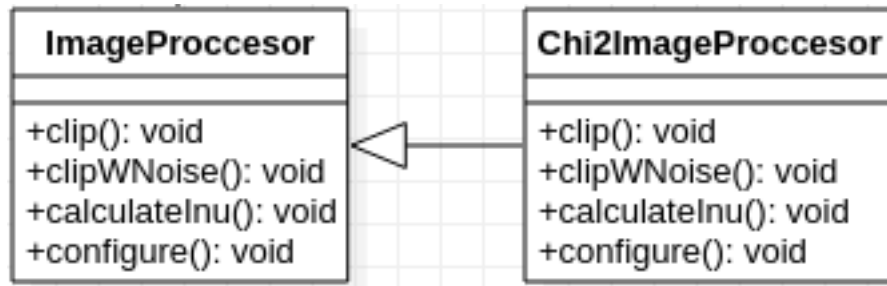 ImageProccesor
+clip(): void
+clipWNoise(): void
+calculateInu(): void
+configure(): void
Chi2ImageProccesor
+clip(): void
+clipWNoise(): void
+calculateInu(): void
+configure(): void